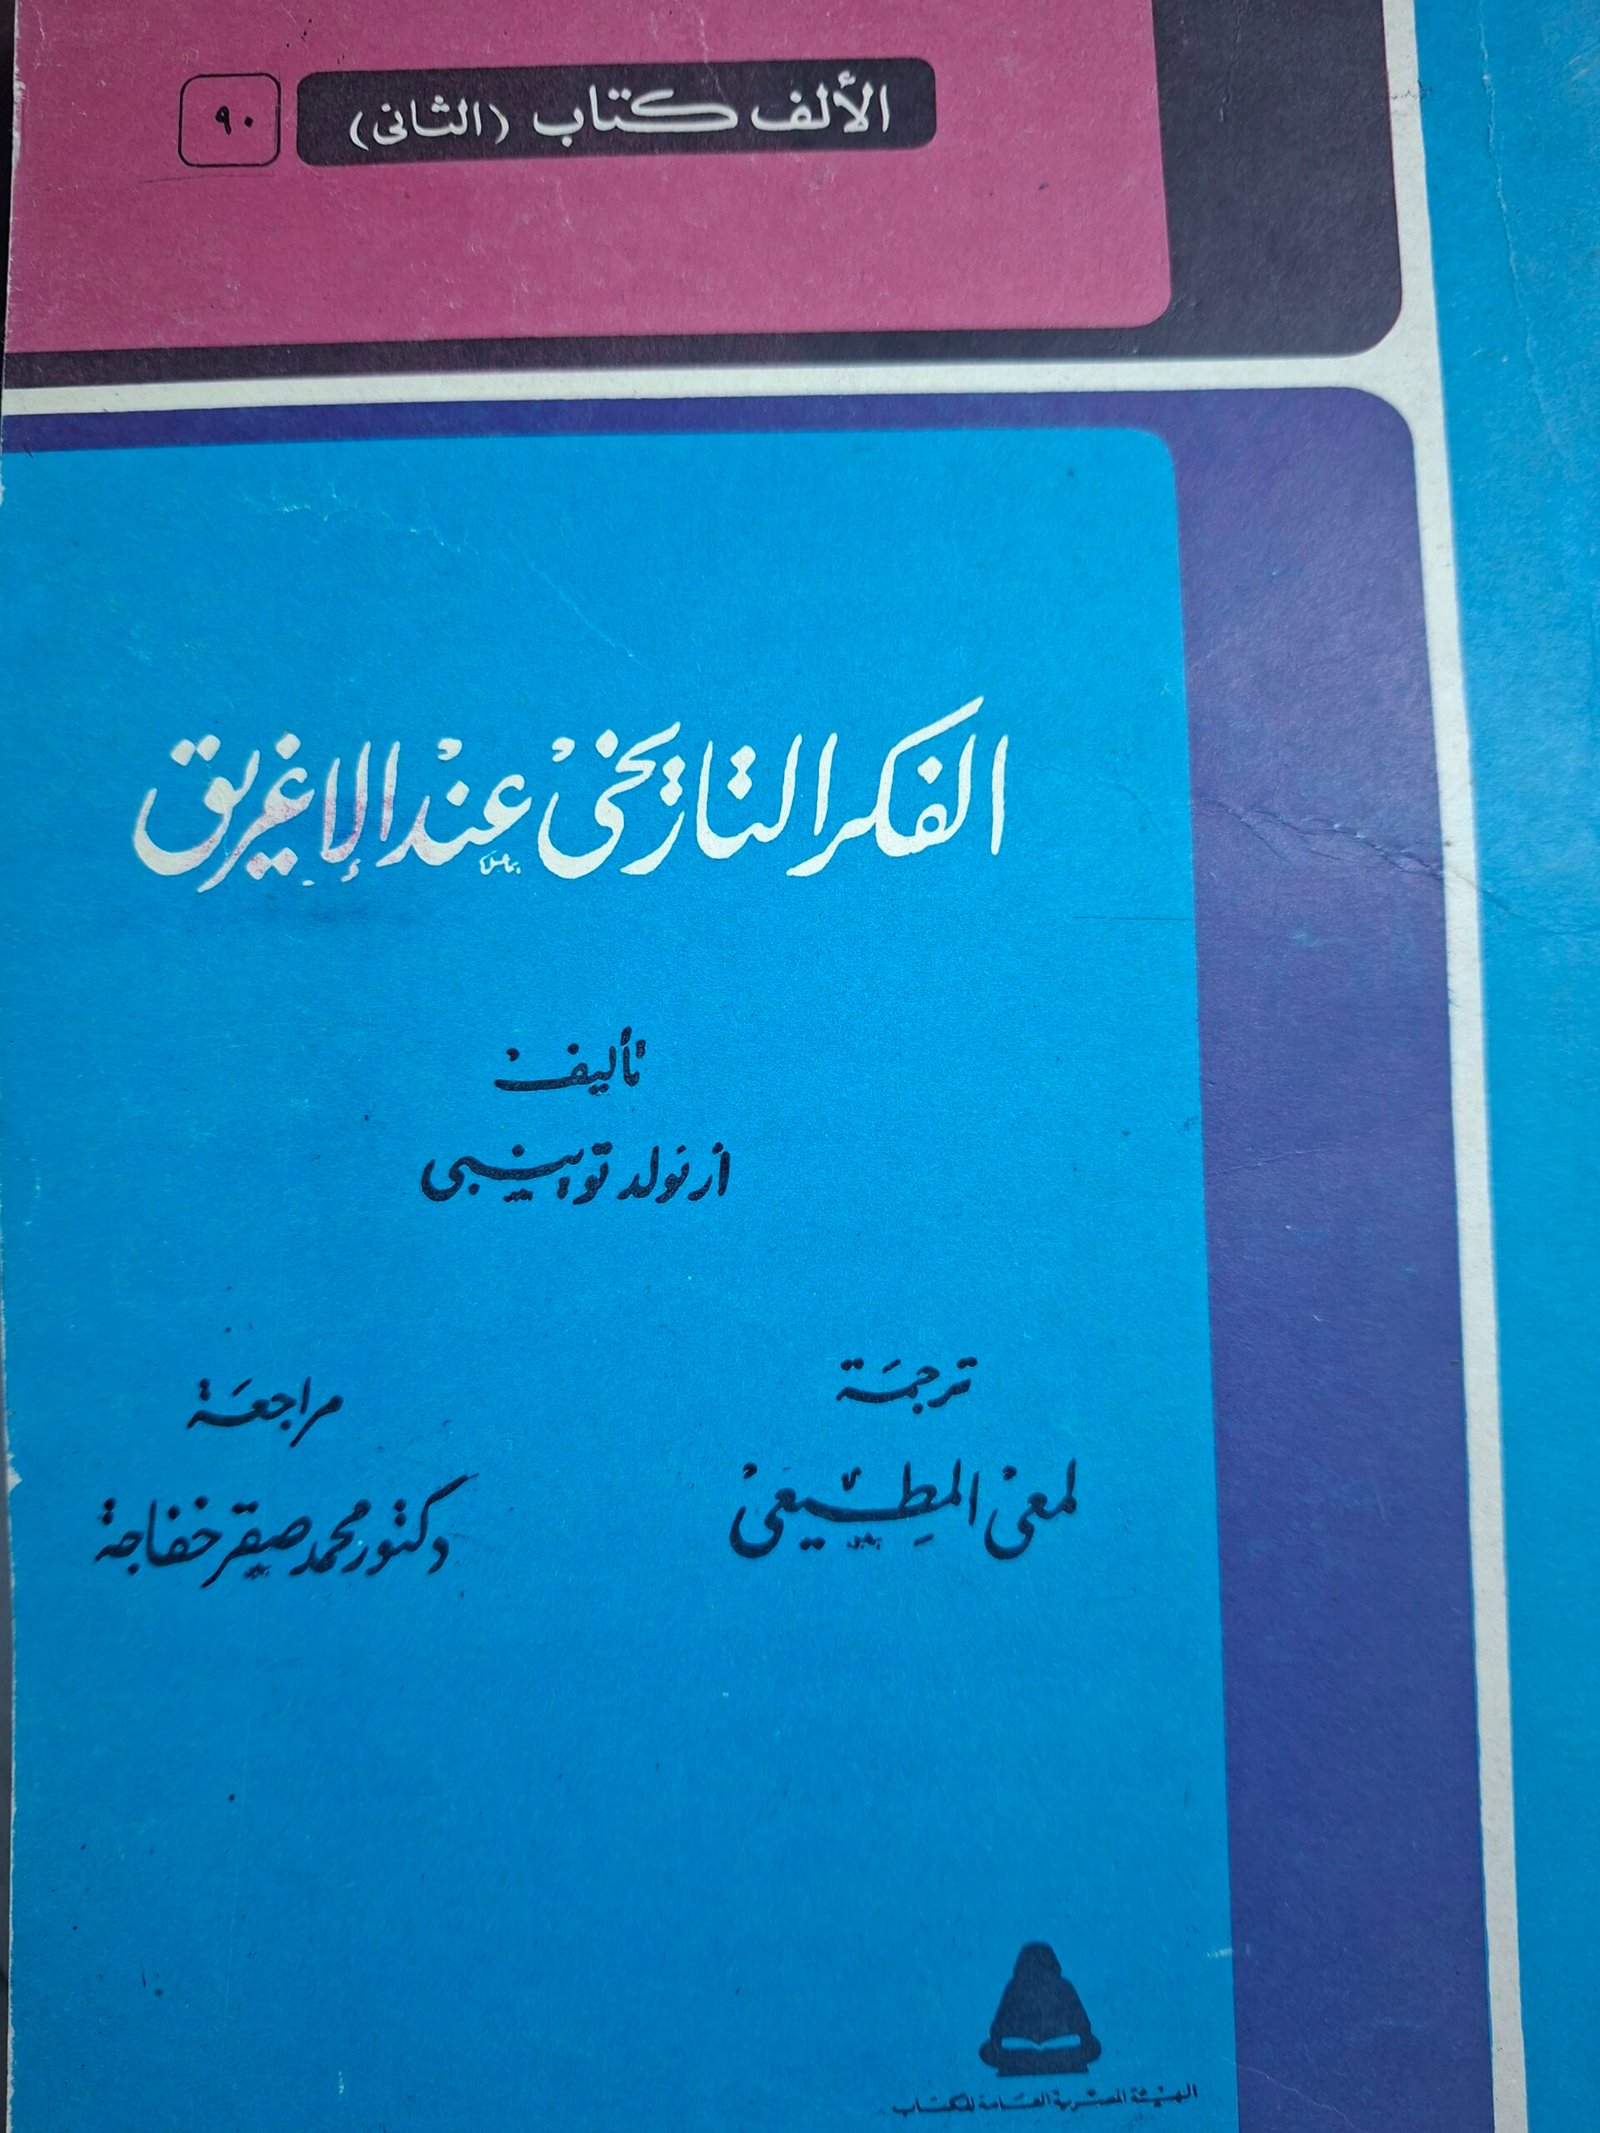 الألف كتاب (الثانى) ٩٠
الفكر التاريخى عند الإغريق
تأليف
ارنولد توينبى
ترجمة
لمعى المطيعى
مراجعة
دكتور محمد صقر خفاجة
الهيئة المصرية العامة للكتاب